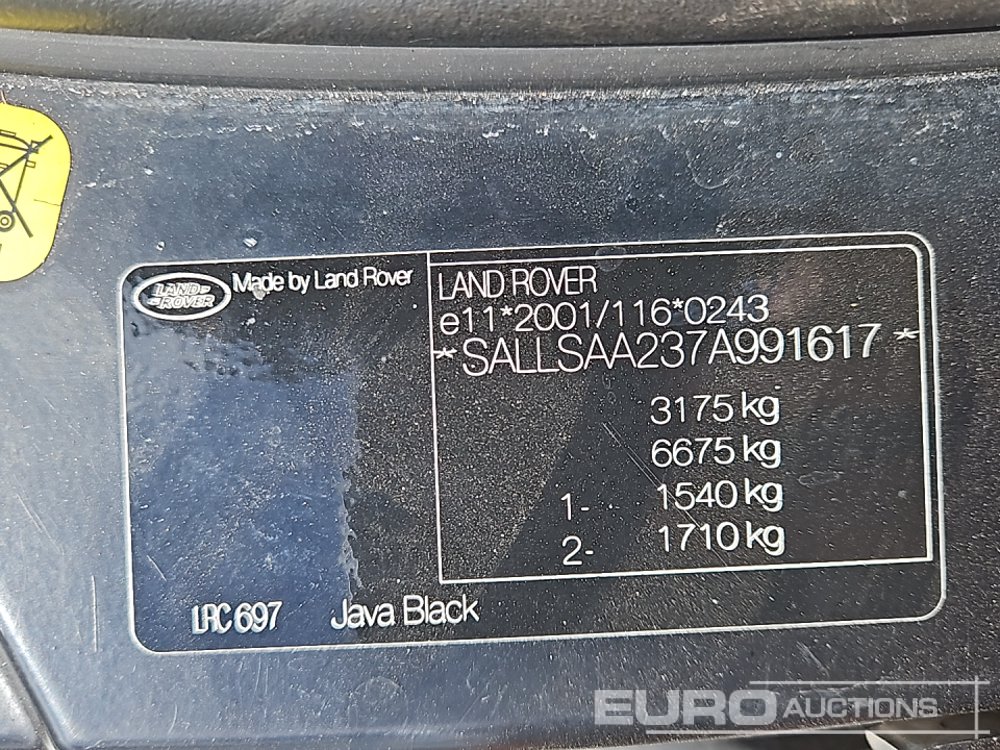 LAND ROVER
Made by Land Rover
LAND ROVER
e11*2001/116*0243
*SALLSAA237A991617*
3175 kg
6675 kg
1- 1540 kg
2- 1710 kg
LRC 697 Java Black
EURO AUCTIONS